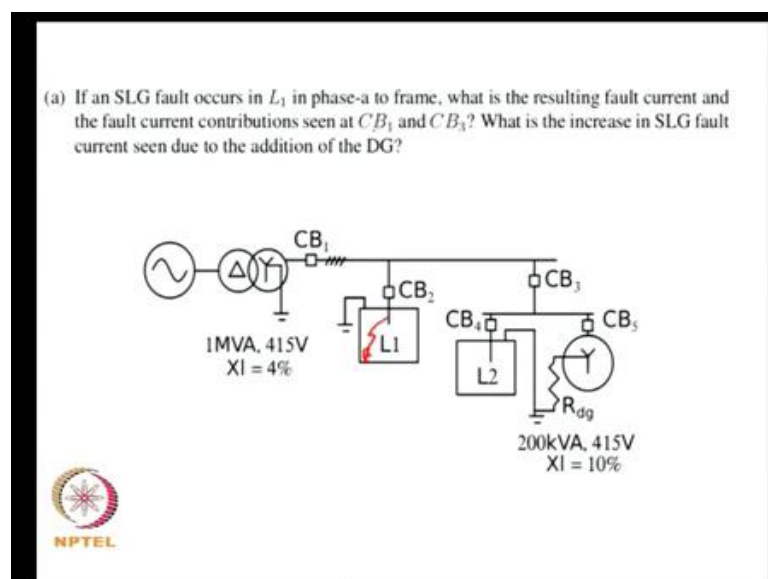 (a) If an SLG fault occurs in L₁ in phase-a to frame, what is the resulting fault current and
the fault current contributions seen at CB₁ and CB₃? What is the increase in SLG fault
current seen due to the addition of the DG?
CB₁
Δ
Y
CB₂
CB₃
CB₄
CB₅
L1
1MVA, 415V
Xl = 4%
L2
Y
Rdg
200kVA, 415V
Xl = 10%
NPTEL